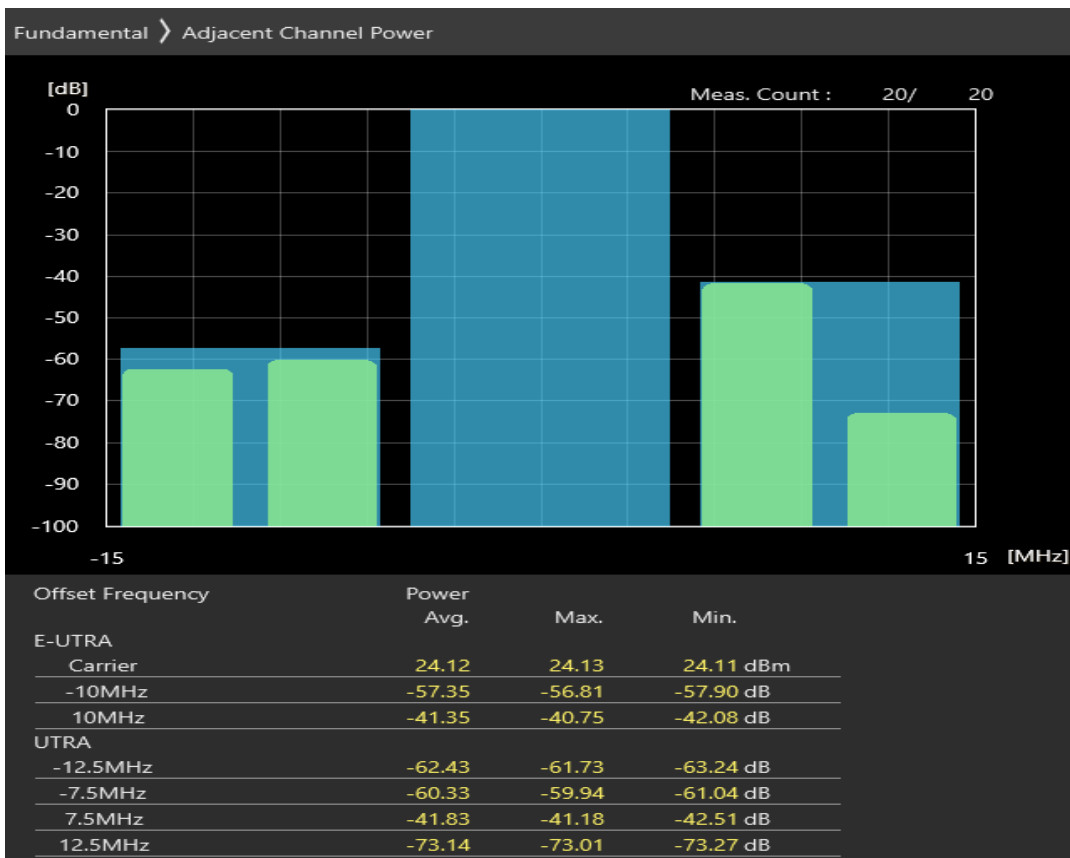 Fundamental 〉 Adjacent Channel Power
[dB]
Meas. Count : 20/ 20
0
-10
-20
-30
-40
-50
-60
-70
-80
-90
-100
-15 15 [MHz]
Offset Frequency Power
Avg. Max. Min.
E-UTRA
Carrier 24.12 24.13 24.11 dBm
-10MHz -57.35 -56.81 -57.90 dB
10MHz -41.35 -40.75 -42.08 dB
UTRA
-12.5MHz -62.43 -61.73 -63.24 dB
-7.5MHz -60.33 -59.94 -61.04 dB
7.5MHz -41.83 -41.18 -42.51 dB
12.5MHz -73.14 -73.01 -73.27 dB